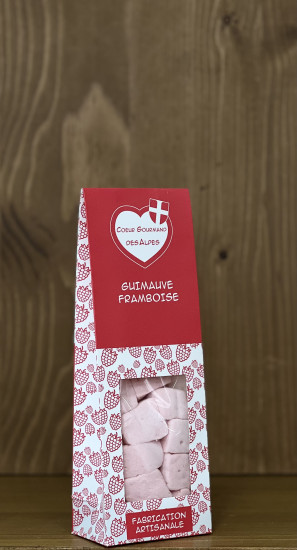 Coeur Gourmand
des Alpes
GUIMAUVE
FRAMBOISE
FABRICATION
ARTISANALE